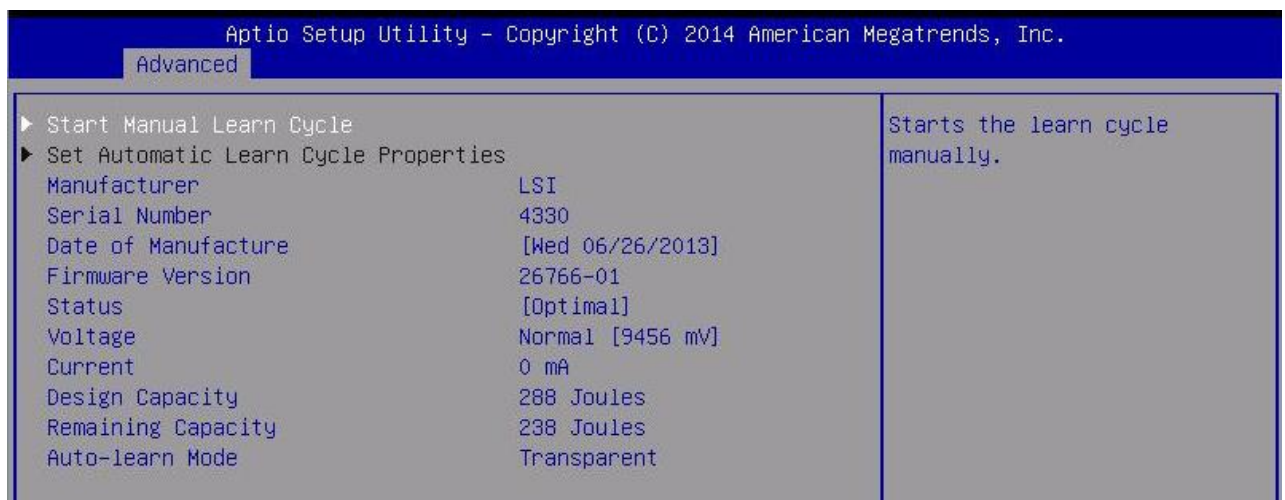 Aptio Setup Utility – Copyright (C) 2014 American Megatrends, Inc.
Advanced
▶ Start Manual Learn Cycle
▶ Set Automatic Learn Cycle Properties
Manufacturer LSI
Serial Number 4330
Date of Manufacture [Wed 06/26/2013]
Firmware Version 26766-01
Status [Optimal]
Voltage Normal [9456 mV]
Current 0 mA
Design Capacity 288 Joules
Remaining Capacity 238 Joules
Auto-learn Mode Transparent
Starts the learn cycle
manually.